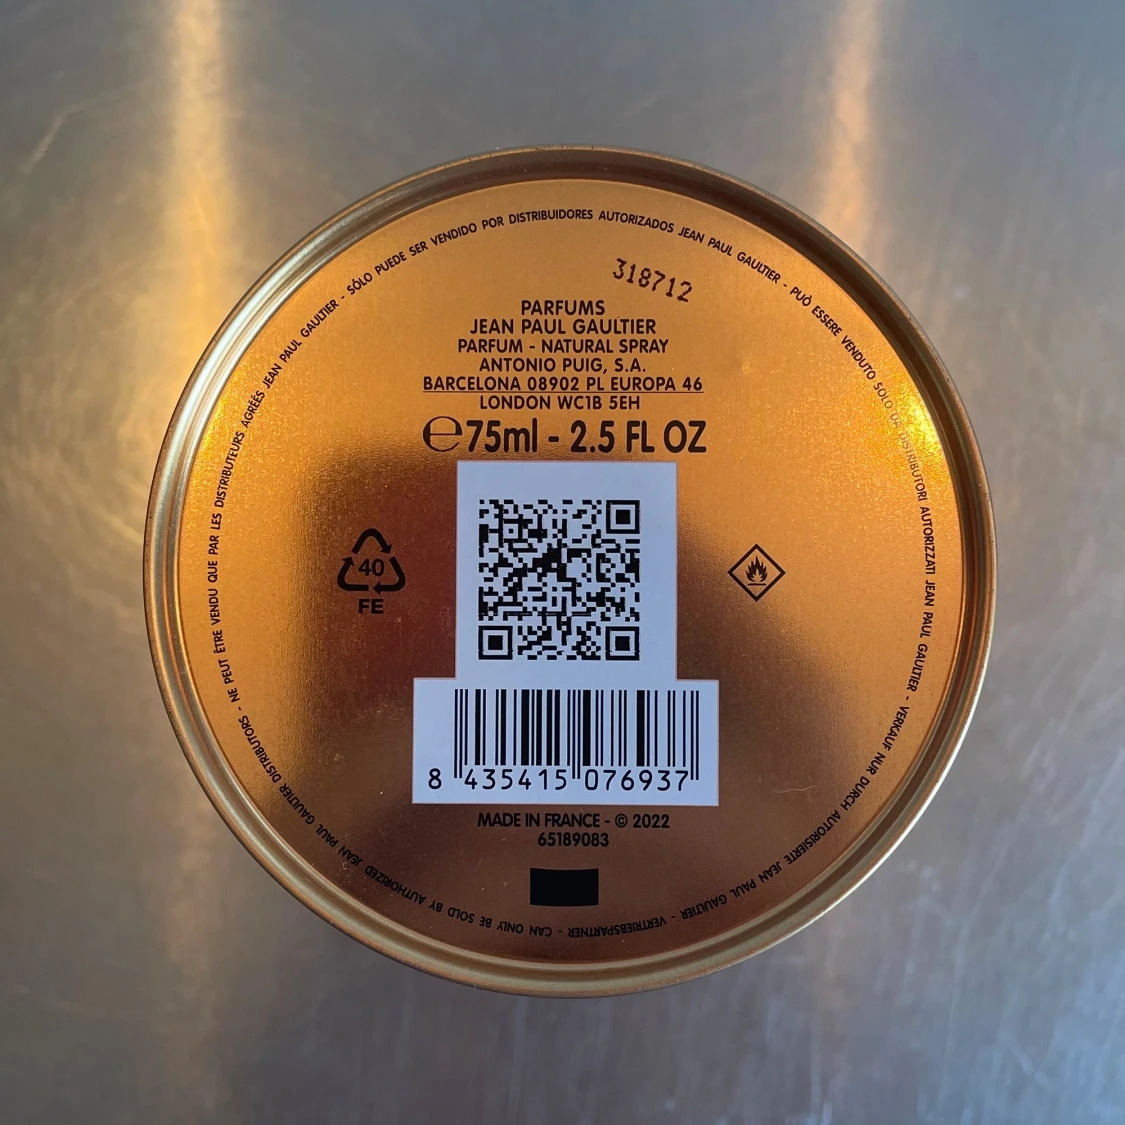 SÓLO PUEDE SER VENDIDO POR DISTRIBUIDORES AUTORIZADOS JEAN PAUL GAULTIER - PUÒ ESSERE VENDUTO SOLO DA DISTRIBUTORI AUTORIZZATI JEAN PAUL GAULTIER - VERKAUF NUR DURCH AUTORISIERTE JEAN PAUL GAULTIER - VERTRIEBSPARTNER - CAN ONLY BE SOLD BY AUTHORIZED JEAN PAUL GAULTIER DISTRIBUTORS - NE PEUT ÊTRE VENDU QUE PAR LES DISTRIBUTEURS AGRÉÉS JEAN PAUL GAULTIER -
318712
PARFUMS
JEAN PAUL GAULTIER
PARFUM - NATURAL SPRAY
ANTONIO PUIG, S.A.
BARCELONA 08902 PL EUROPA 46
LONDON WC1B 5EH
℮75ml - 2.5 FL OZ
40
FE
8 435415 076937
MADE IN FRANCE - © 2022
65189083